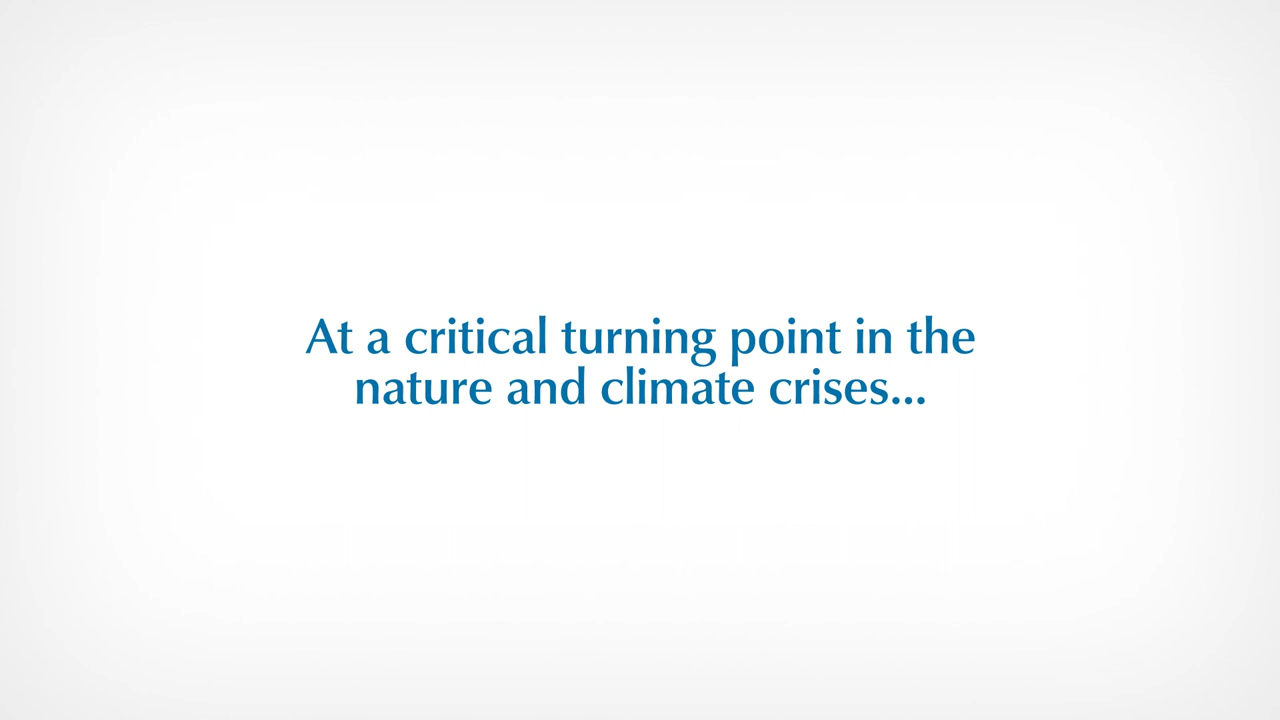 At a critical turning point in the
nature and climate crises...